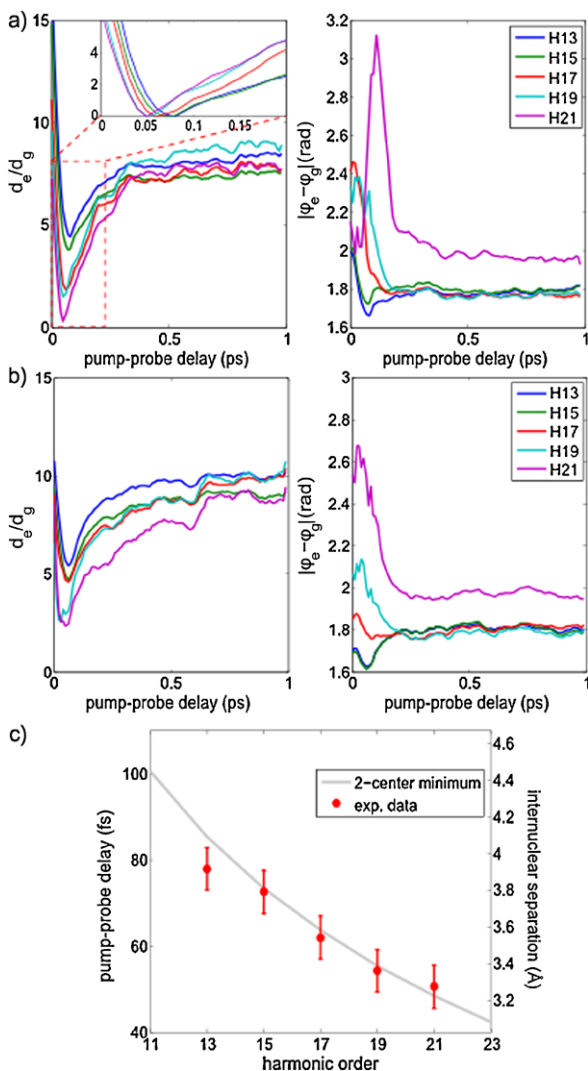 a)
15
10
5
0
d_e/d_g
6
4
2
0
0 0.05 0.1 0.15
0 0.5 1
pump-probe delay (ps)
3.2
3
2.8
2.6
2.4
2.2
2
1.8
1.6
|φ_e−φ_g|(rad)
H13
H15
H17
H19
H21
0 0.5 1
pump-probe delay (ps)
b)
15
10
5
0
d_e/d_g
0 0.5 1
pump-probe delay (ps)
3
2.8
2.6
2.4
2.2
2
1.8
1.6
|φ_e−φ_g|(rad)
H13
H15
H17
H19
H21
0 0.5 1
pump-probe delay (ps)
c)
100
80
60
40
pump-probe delay (fs)
2-center minimum
exp. data
4.6
4.4
4.2
4
3.8
3.6
3.4
3.2
internuclear separation (Å)
11 13 15 17 19 21 23
harmonic order